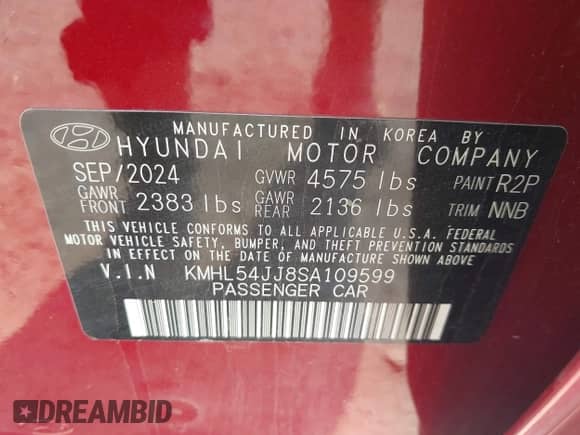 MANUFACTURED IN KOREA BY
HYUNDAI MOTOR COMPANY
SEP/2024 GVWR 4575 lbs PAINT R2P
GAWR FRONT 2383 lbs GAWR REAR 2136 lbs TRIM NNB
THIS VEHICLE CONFORMS TO ALL APPLICABLE U.S.A. FEDERAL
MOTOR VEHICLE SAFETY, BUMPER, AND THEFT PREVENTION STANDARDS
IN EFFECT ON THE DATE OF MANUFACTURE SHOWN ABOVE
V.I.N KMHL54JJ8SA109599
PASSENGER CAR
DREAMBID